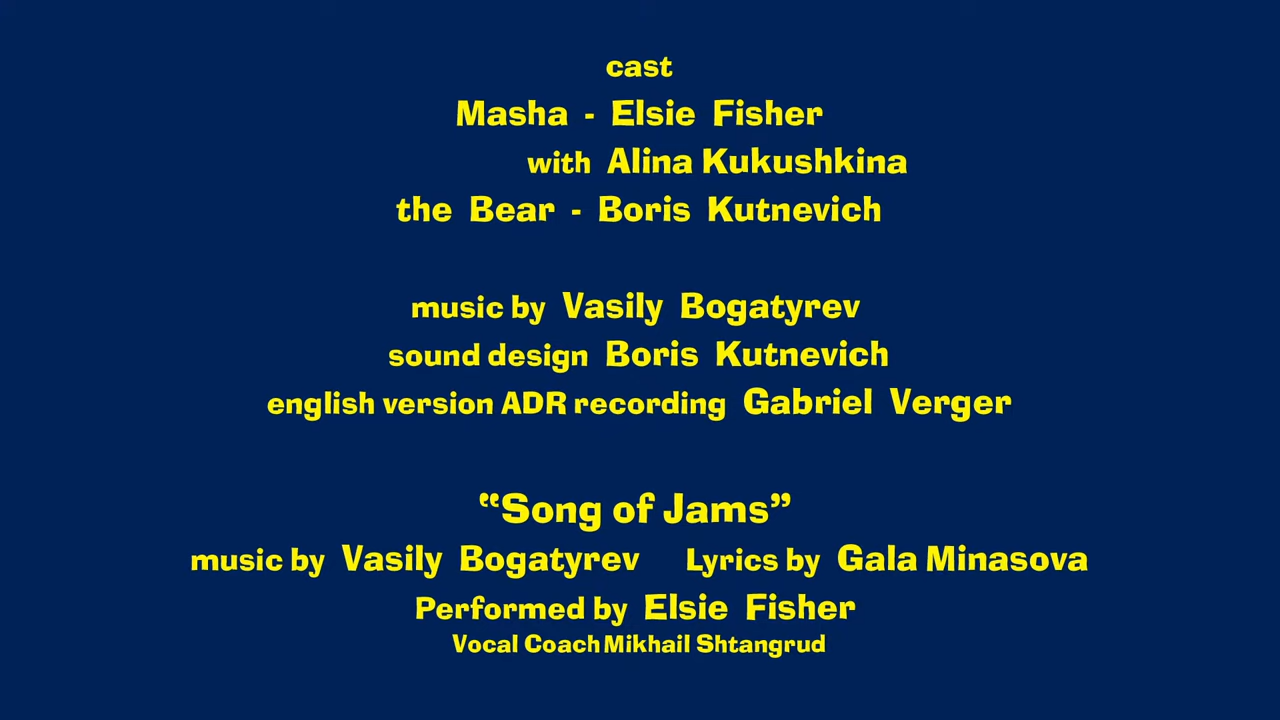 cast
Masha - Elsie Fisher
with Alina Kukushkina
the Bear - Boris Kutnevich
music by Vasily Bogatyrev
sound design Boris Kutnevich
english version ADR recording Gabriel Verger
“Song of Jams”
music by Vasily Bogatyrev Lyrics by Gala Minasova
Performed by Elsie Fisher
Vocal Coach Mikhail Shtangrud